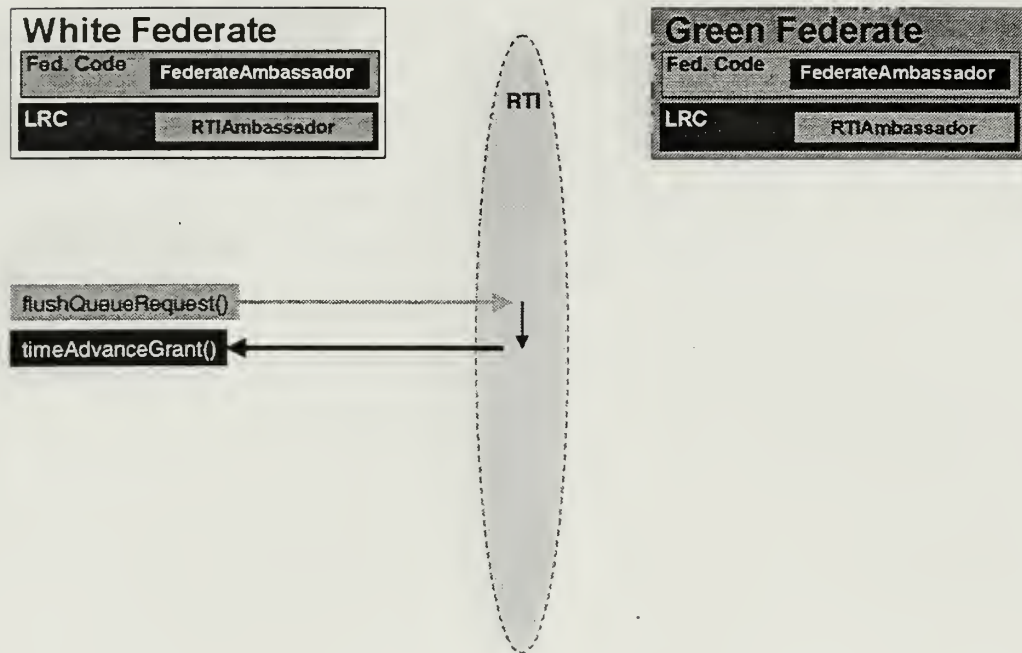 White Federate
Fed. Code
FederateAmbassador
LRC
RTIAmbassador
RTI
Green Federate
Fed. Code
FederateAmbassador
LRC
RTIAmbassador
flushQueueRequest()
timeAdvanceGrant()